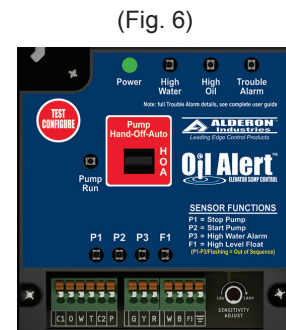 (Fig. 6)
Power
High Water
High Oil
Trouble Alarm
Note: full Trouble Alarm details, see complete user guide
TEST
CONFIGURE
Pump
Hand-Off-Auto
H
O
A
Pump
Run
ALDERON
Industries
Leading Edge Control Products
Oil Alert
ELEVATOR SUMP CONTROL
SENSOR FUNCTIONS
P1 = Stop Pump
P2 = Start Pump
P3 = High Water Alarm
F1 = High Level Float
(P1-P3/Flashing = Out of Sequence)
P1 P2 P3 F1
C1 O W T C2 P
G Y R
W B F1
10K
100K
SENSITIVITY
ADJUST